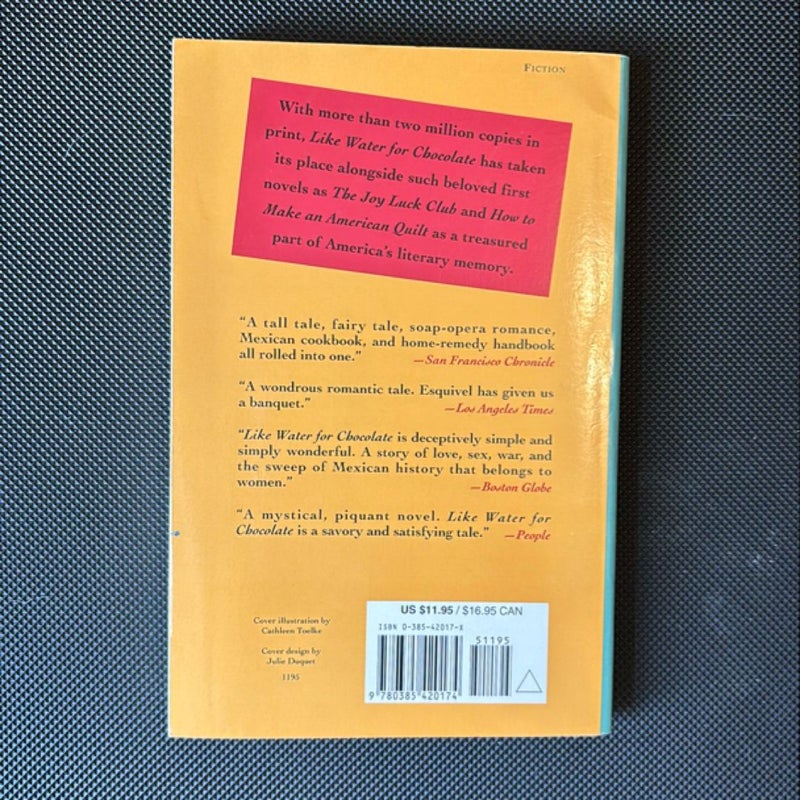 FICTION
With more than two million copies in
print, Like Water for Chocolate has taken
its place alongside such beloved first
novels as The Joy Luck Club and How to
Make an American Quilt as a treasured
part of America's literary memory.
“A tall tale, fairy tale, soap-opera romance,
Mexican cookbook, and home-remedy handbook
all rolled into one.” —San Francisco Chronicle
“A wondrous romantic tale. Esquivel has given us
a banquet.” —Los Angeles Times
“Like Water for Chocolate is deceptively simple and
simply wonderful. A story of love, sex, war, and
the sweep of Mexican history that belongs to
women.” —Boston Globe
“A mystical, piquant novel. Like Water for
Chocolate is a savory and satisfying tale.” —People
Cover illustration by
Cathleen Toelke
Cover design by
Julie Duquet
1195
US $11.95 / $16.95 CAN
ISBN 0-385-42017-X
51195
9 780385 420174